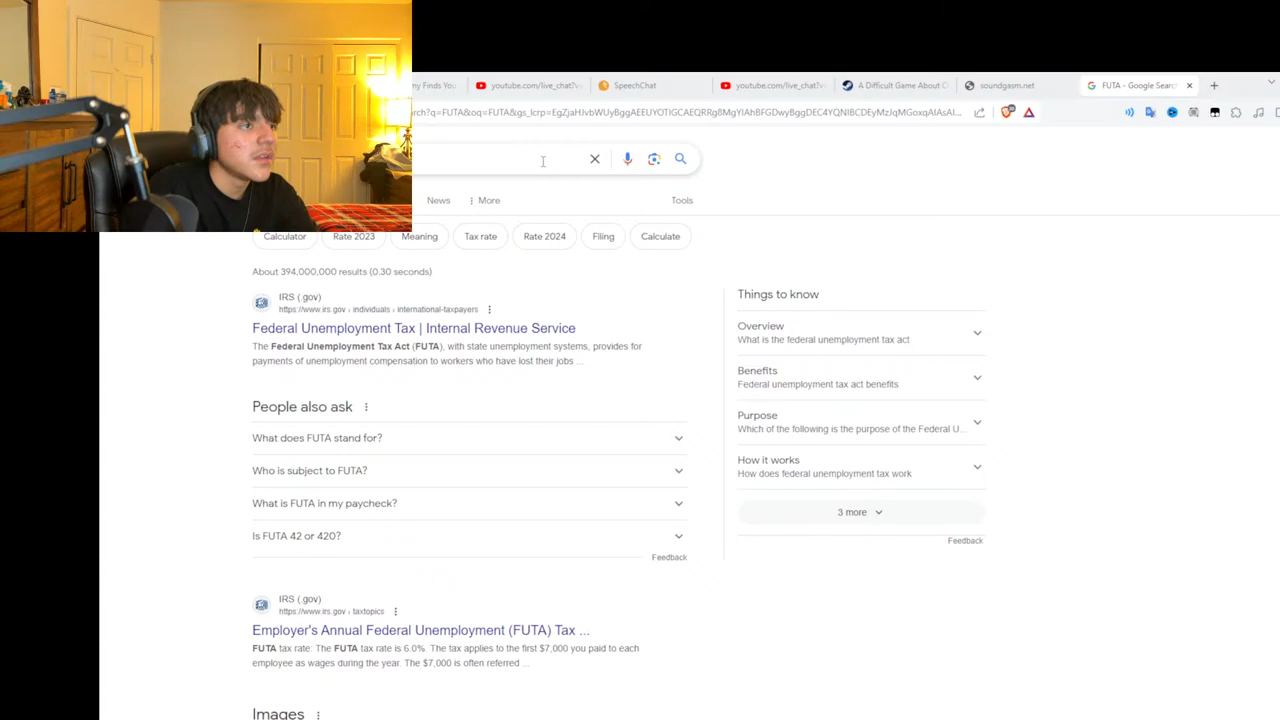 ny Finds You
youtube.com/live_chat?v
SpeechChat
youtube.com/live_chat?v
A Difficult Game About C
soundgasm.net
FUTA - Google Searc
News
More
Tools
Calculator
Rate 2023
Meaning
Tax rate
Rate 2024
Filing
Calculate
About 394,000,000 results (0.30 seconds)
IRS (.gov)
https://www.irs.gov › individuals › international-taxpayers
Federal Unemployment Tax | Internal Revenue Service
The Federal Unemployment Tax Act (FUTA), with state unemployment systems, provides for
payments of unemployment compensation to workers who have lost their jobs ...
People also ask
What does FUTA stand for?
Who is subject to FUTA?
What is FUTA in my paycheck?
Is FUTA 42 or 420?
Feedback
IRS (.gov)
https://www.irs.gov › taxtopics
Employer's Annual Federal Unemployment (FUTA) Tax ...
FUTA tax rate: The FUTA tax rate is 6.0%. The tax applies to the first $7,000 you paid to each
employee as wages during the year. The $7,000 is often referred ...
Images
Things to know
Overview
What is the federal unemployment tax act
Benefits
Federal unemployment tax act benefits
Purpose
Which of the following is the purpose of the Federal U...
How it works
How does federal unemployment tax work
3 more
Feedback